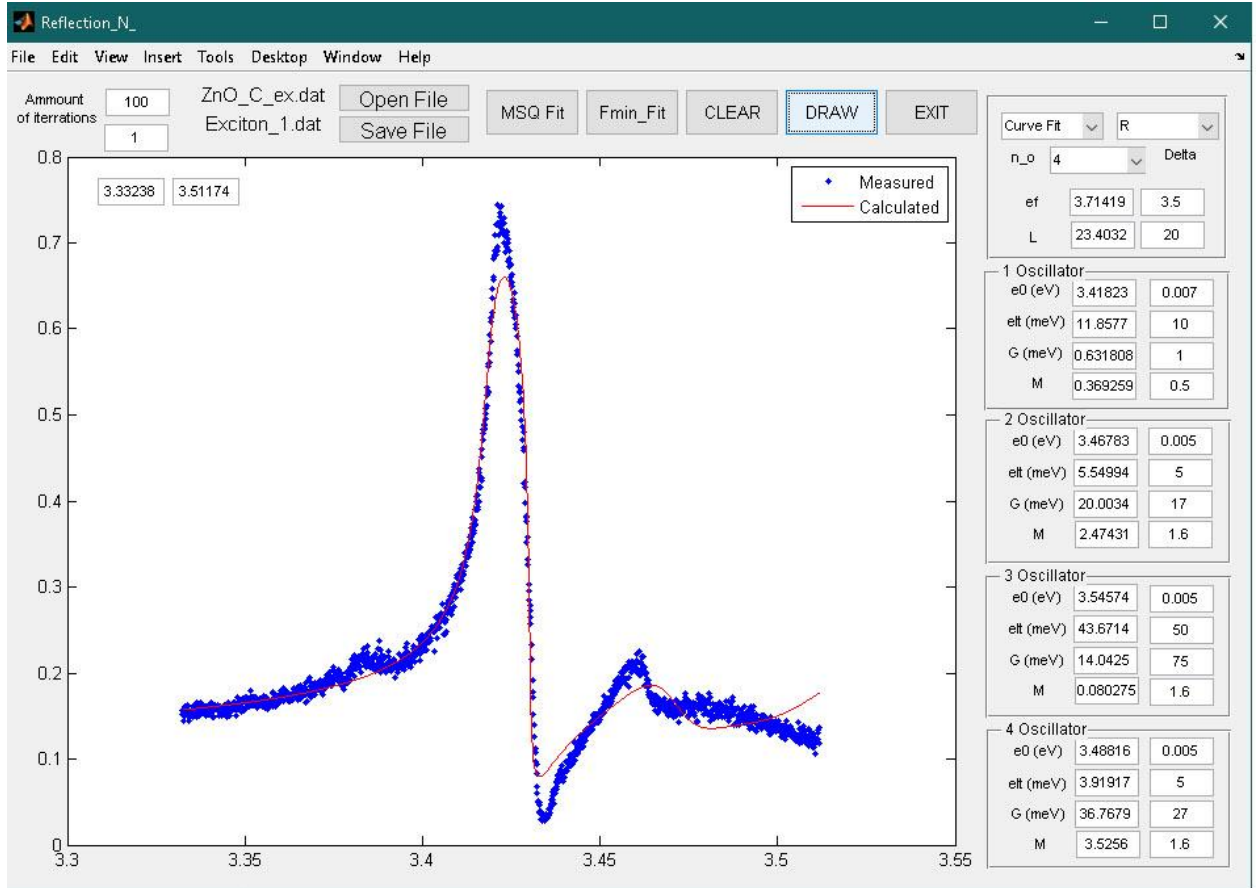 Reflection_N_
File Edit View Insert Tools Desktop Window Help
Ammount
of iterrations
100
1
ZnO_C_ex.dat
Exciton_1.dat
Open File
Save File
MSQ Fit
Fmin_Fit
CLEAR
DRAW
EXIT
3.33238 3.51174
Measured
Calculated
0.8
0.7
0.6
0.5
0.4
0.3
0.2
0.1
0
3.3 3.35 3.4 3.45 3.5 3.55
Curve Fit R
n_o 4 Delta
ef 3.71419 3.5
L 23.4032 20
1 Oscillator
e0 (eV) 3.41823 0.007
elt (meV) 11.8577 10
G (meV) 0.631808 1
M 0.369259 0.5
2 Oscillator
e0 (eV) 3.46783 0.005
elt (meV) 5.54994 5
G (meV) 20.0034 17
M 2.47431 1.6
3 Oscillator
e0 (eV) 3.54574 0.005
elt (meV) 43.6714 50
G (meV) 14.0425 75
M 0.080275 1.6
4 Oscillator
e0 (eV) 3.48816 0.005
elt (meV) 3.91917 5
G (meV) 36.7679 27
M 3.5256 1.6